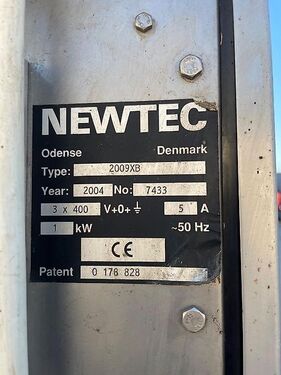 NEWTEC
Odense Denmark
Type: 2009XB
Year: 2004 No: 7433
3 x 400 V+0+⏚ 5 A
1 kW ~50 Hz
CE
Patent 0 178 828